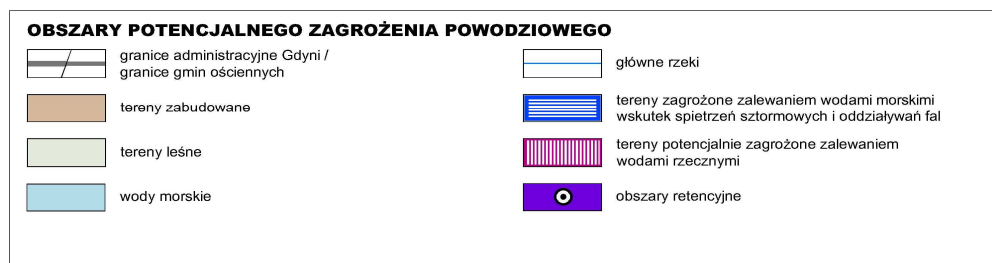 OBSZARY POTENCJALNEGO ZAGROŻENIA POWODZIOWEGO
granice administracyjne Gdyni /
granice gmin ościennych
tereny zabudowane
tereny leśne
wody morskie
główne rzeki
tereny zagrożone zalewaniem wodami morskimi
wskutek spietrzeń sztormowych i oddziaływań fal
tereny potencjalnie zagrożone zalewaniem
wodami rzecznymi
obszary retencyjne